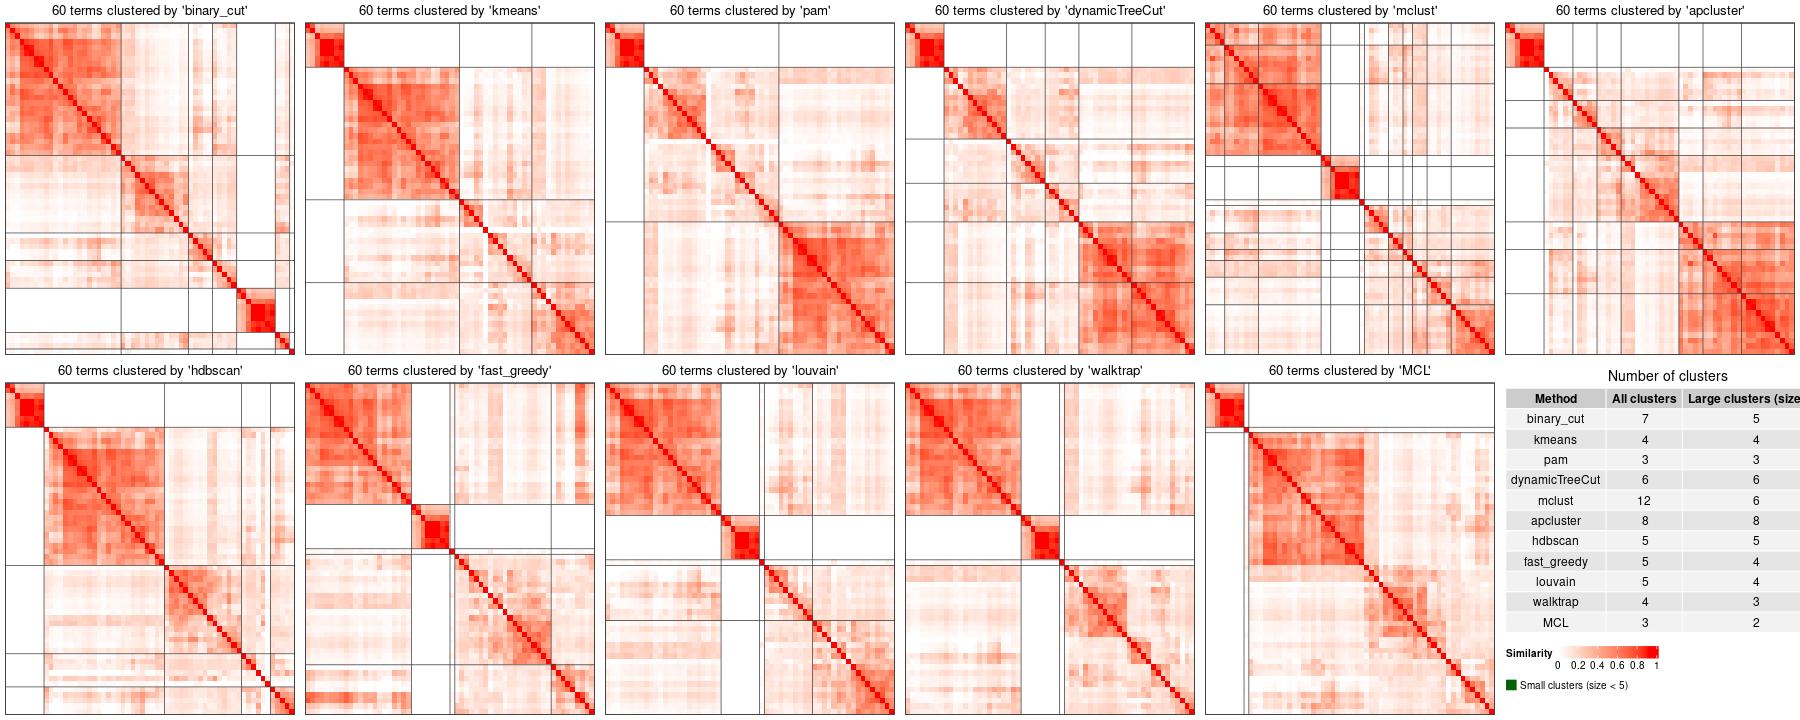 60 terms clustered by 'binary_cut'
60 terms clustered by 'kmeans'
60 terms clustered by 'pam'
60 terms clustered by 'dynamicTreeCut'
60 terms clustered by 'mclust'
60 terms clustered by 'apcluster'
60 terms clustered by 'hdbscan'
60 terms clustered by 'fast_greedy'
60 terms clustered by 'louvain'
60 terms clustered by 'walktrap'
60 terms clustered by 'MCL'
Number of clusters
Method All clusters Large clusters (size
binary_cut 7 5
kmeans 4 4
pam 3 3
dynamicTreeCut 6 6
mclust 12 6
apcluster 8 8
hdbscan 5 5
fast_greedy 5 4
louvain 5 4
walktrap 4 3
MCL 3 2
Similarity
0 0.2 0.4 0.6 0.8 1
Small clusters (size < 5)